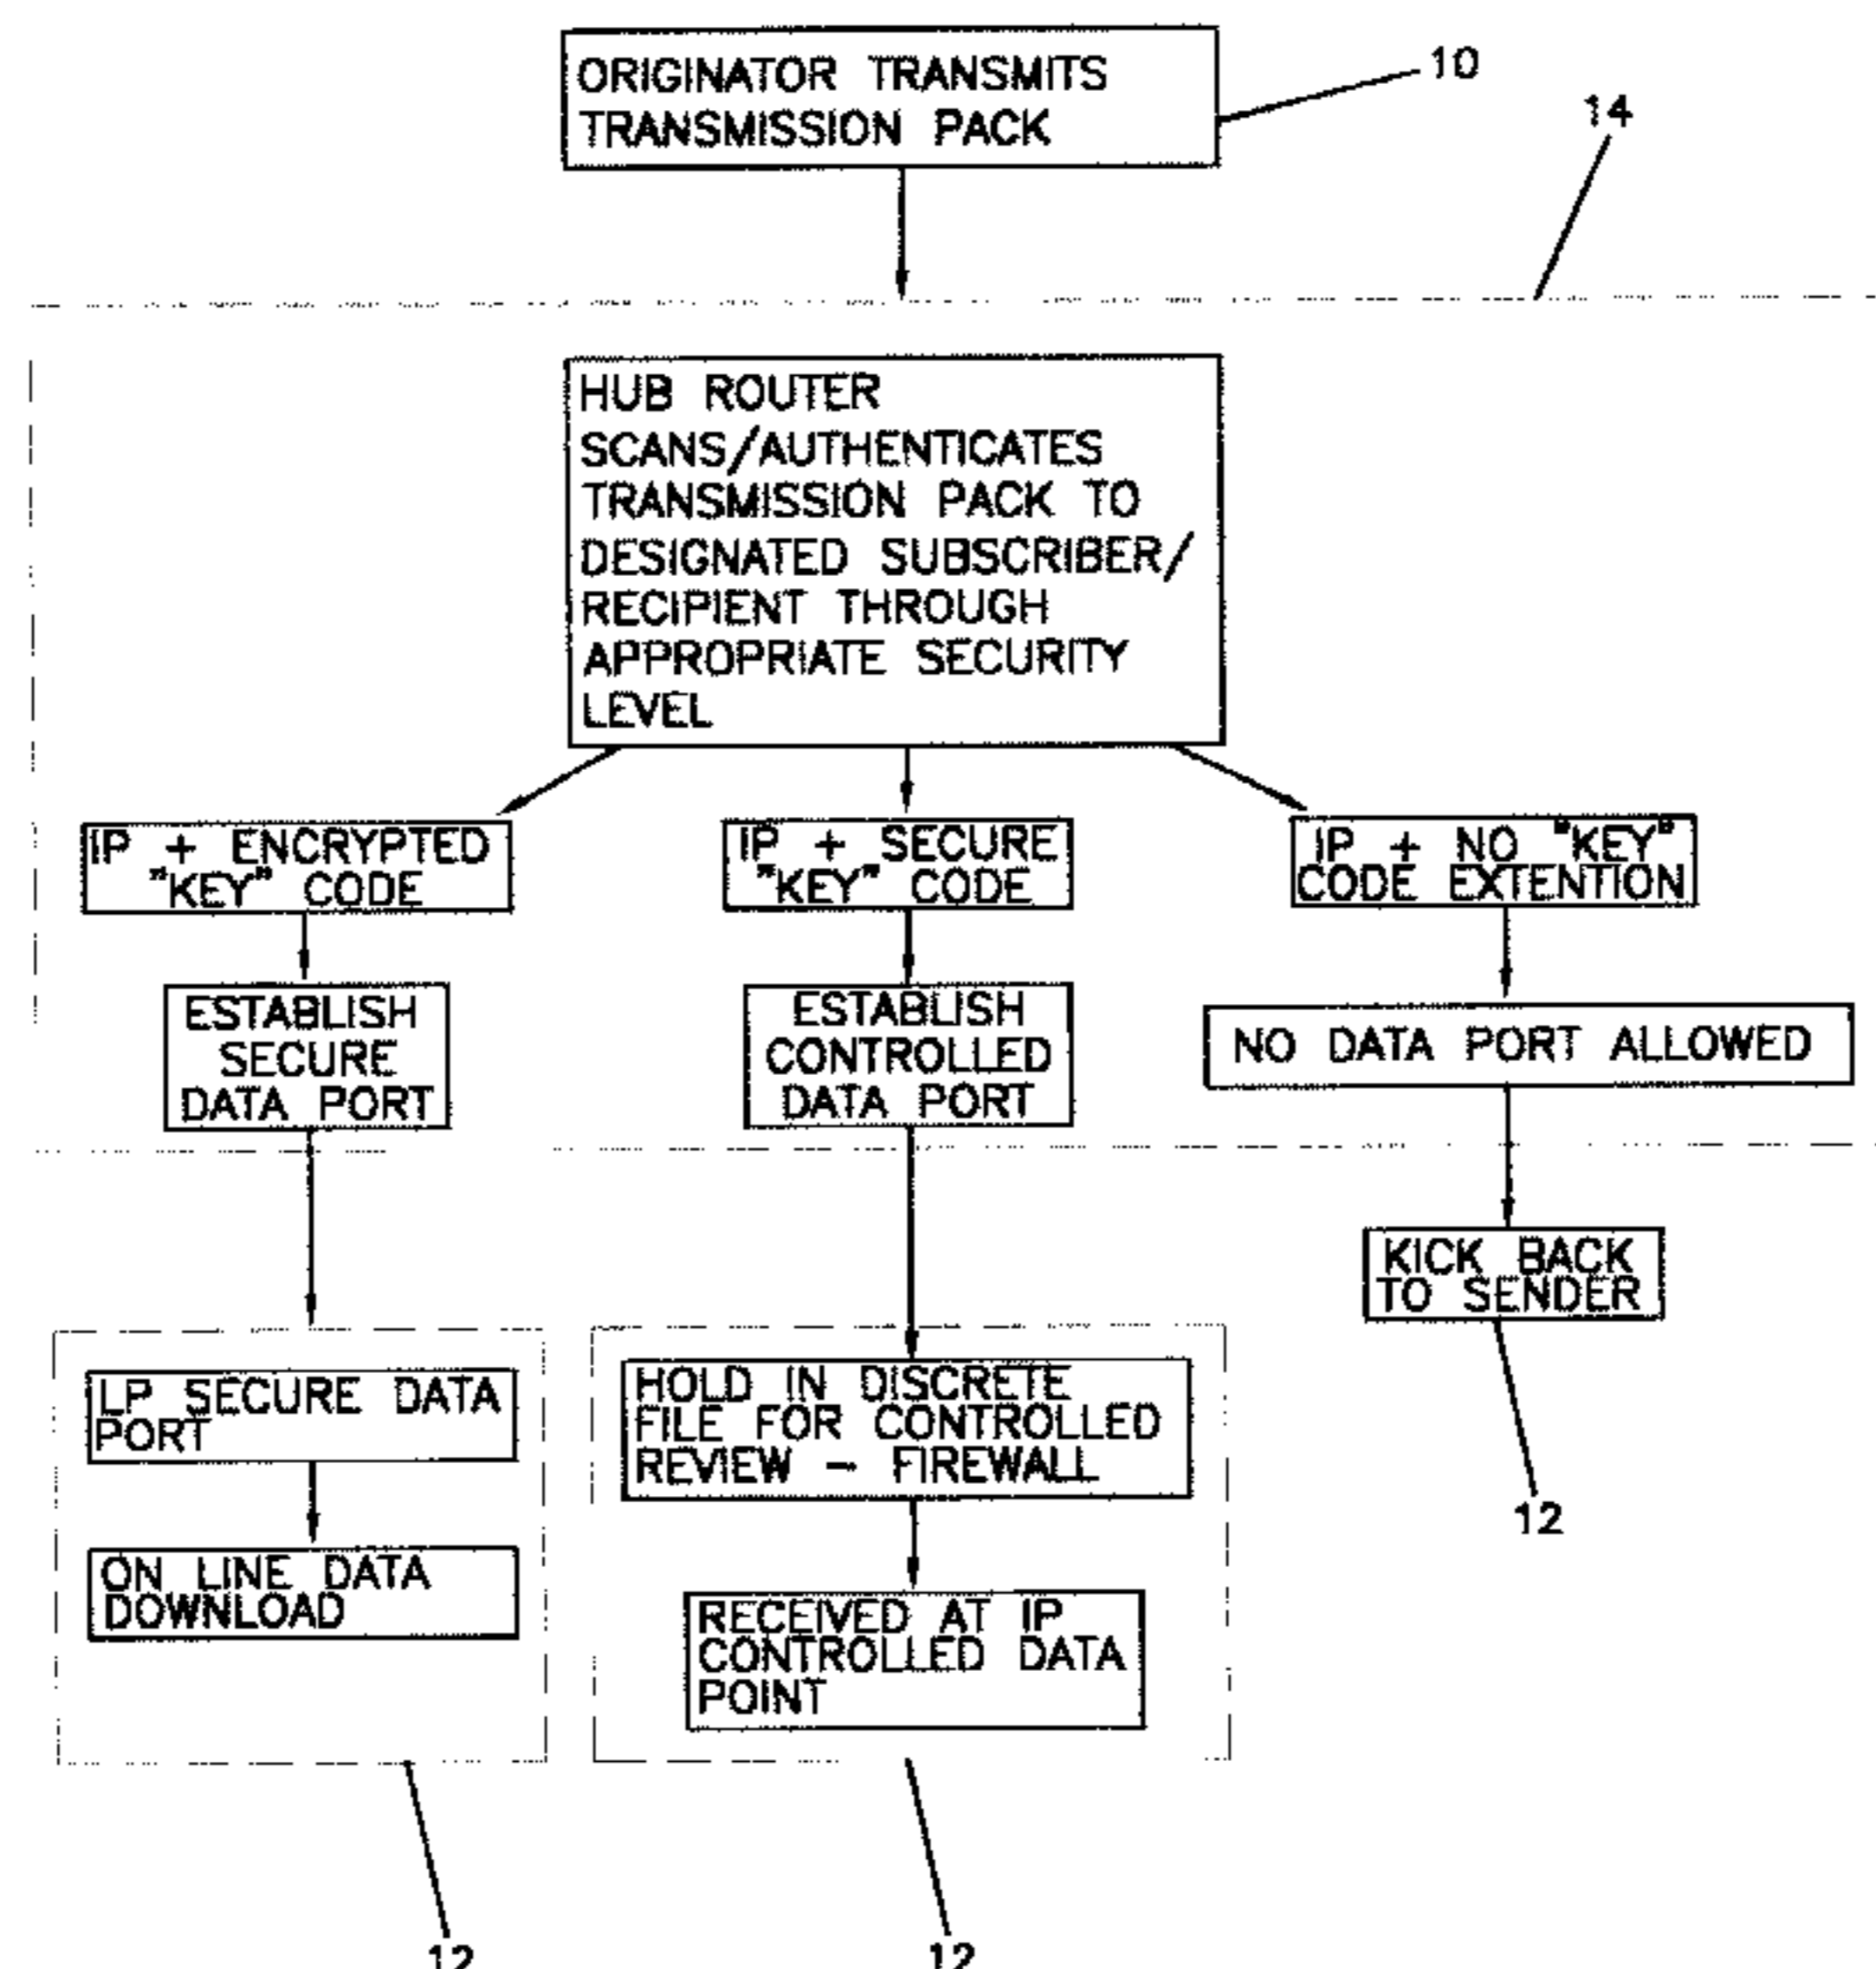 ORIGINATOR TRANSMITS
TRANSMISSION PACK
10
14
HUB ROUTER
SCANS/AUTHENTICATES
TRANSMISSION PACK TO
DESIGNATED SUBSCRIBER/
RECIPIENT THROUGH
APPROPRIATE SECURITY
LEVEL
IP + ENCRYPTED
"KEY" CODE
IP + SECURE
"KEY" CODE
IP + NO "KEY"
CODE EXTENTION
ESTABLISH
SECURE
DATA PORT
ESTABLISH
CONTROLLED
DATA PORT
NO DATA PORT ALLOWED
KICK BACK
TO SENDER
LP SECURE DATA
PORT
HOLD IN DISCRETE
FILE FOR CONTROLLED
REVIEW - FIREWALL
12
ON LINE DATA
DOWNLOAD
RECEIVED AT IP
CONTROLLED DATA
POINT
12
12